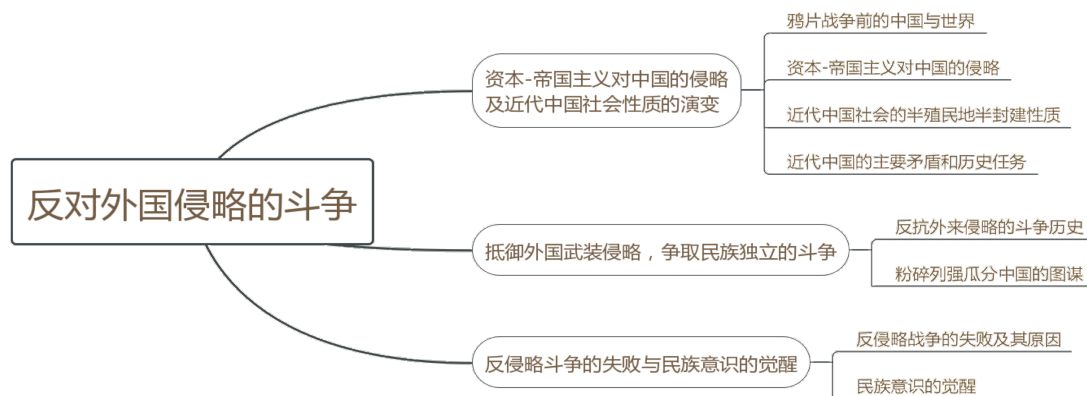 反对外国侵略的斗争
资本-帝国主义对中国的侵略
及近代中国社会性质的演变
鸦片战争前的中国与世界
资本-帝国主义对中国的侵略
近代中国社会的半殖民地半封建性质
近代中国的主要矛盾和历史任务
抵御外国武装侵略，争取民族独立的斗争
反抗外来侵略的斗争历史
粉碎列强瓜分中国的图谋
反侵略斗争的失败与民族意识的觉醒
反侵略战争的失败及其原因
民族意识的觉醒